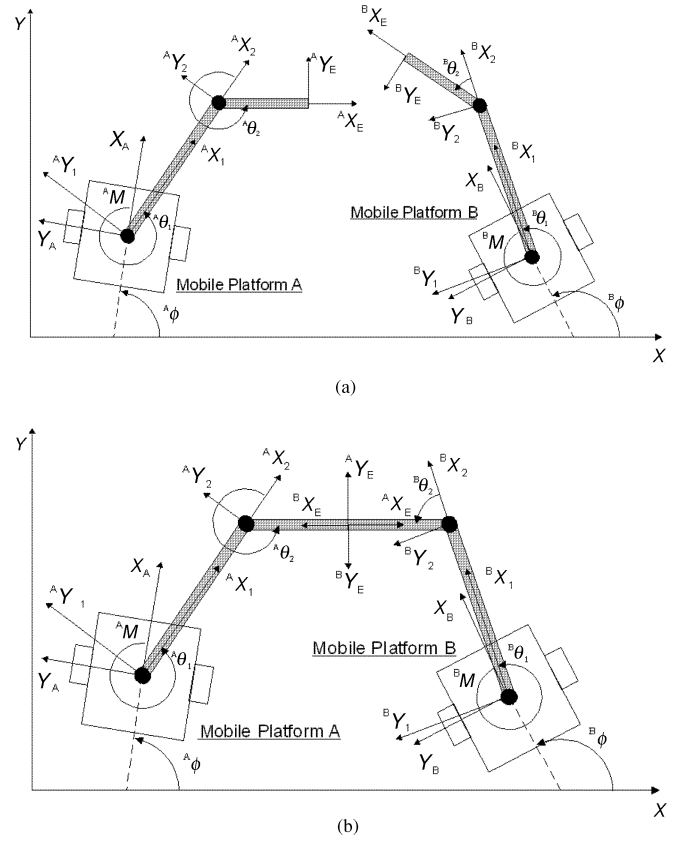 Y
ᴮX_E
ᴬX_2
ᴬY_2
ᴬY_E
ᴮX_2
ᴮθ_2
ᴮY_E
ᴬX_E
ᴬθ_2
ᴮY_2
X_A
ᴬX_1
ᴮX_1
ᴬY_1
X_B
ᴬM
Mobile Platform B
ᴬθ_1
ᴮθ_1
Y_A
ᴮM
Mobile Platform A
ᴮY_1
Y_B
ᴬϕ
ᴮϕ
X
(a)
Y
ᴬX_2
ᴬY_E
ᴮX_2
ᴬY_2
ᴮX_E
ᴬX_E
ᴮθ_2
ᴬθ_2
ᴮY_2
X_A
ᴮY_E
ᴬX_1
ᴮX_1
ᴬY_1
X_B
ᴬM
Mobile Platform B
ᴬθ_1
ᴮθ_1
Y_A
ᴮM
Mobile Platform A
ᴮY_1
Y_B
ᴬϕ
ᴮϕ
X
(b)